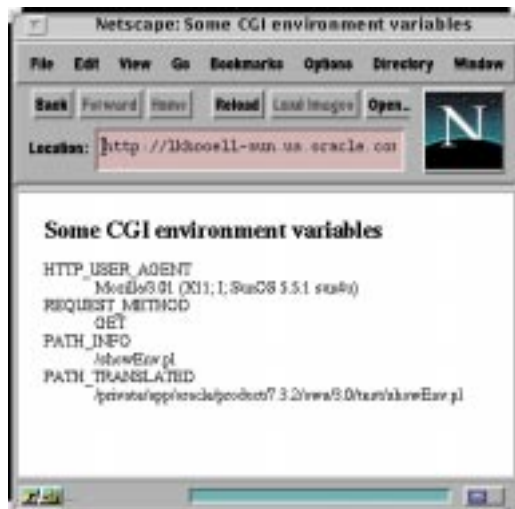 Netscape: Some CGI environment variables
File Edit View Go Bookmarks Options Directory Window
Back Forward Home Reload Load Images Open..
Location: http://lkhooell-sun.us.oracle.com
N
Some CGI environment variables
HTTP_USER_AGENT
Mozilla/3.01 (X11; I; SunOS 5.5.1 sun4u)
REQUEST_METHOD
GET
PATH_INFO
/showEnv.pl
PATH_TRANSLATED
/private/app/oracle/product/7.3.2/ows/3.0/test/showEnv.pl